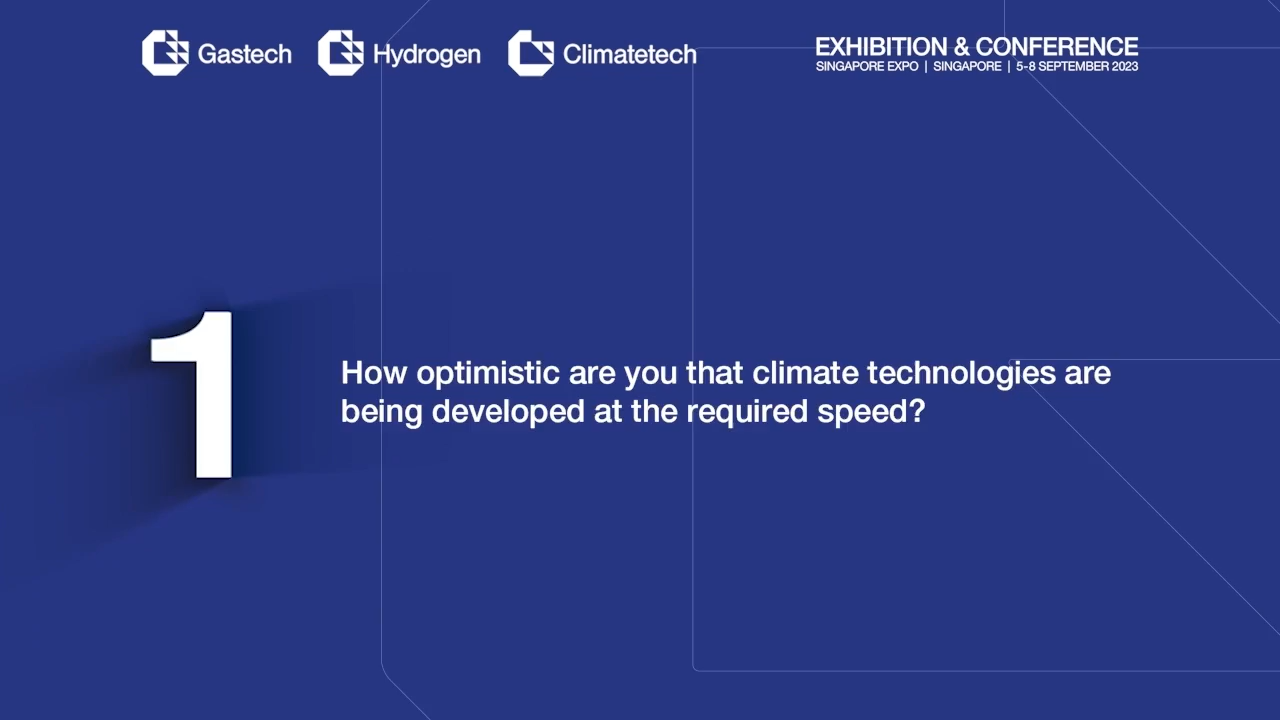 Gastech
Hydrogen
Climatetech
EXHIBITION & CONFERENCE
SINGAPORE EXPO | SINGAPORE | 5-8 SEPTEMBER 2023
1
How optimistic are you that climate technologies are
being developed at the required speed?